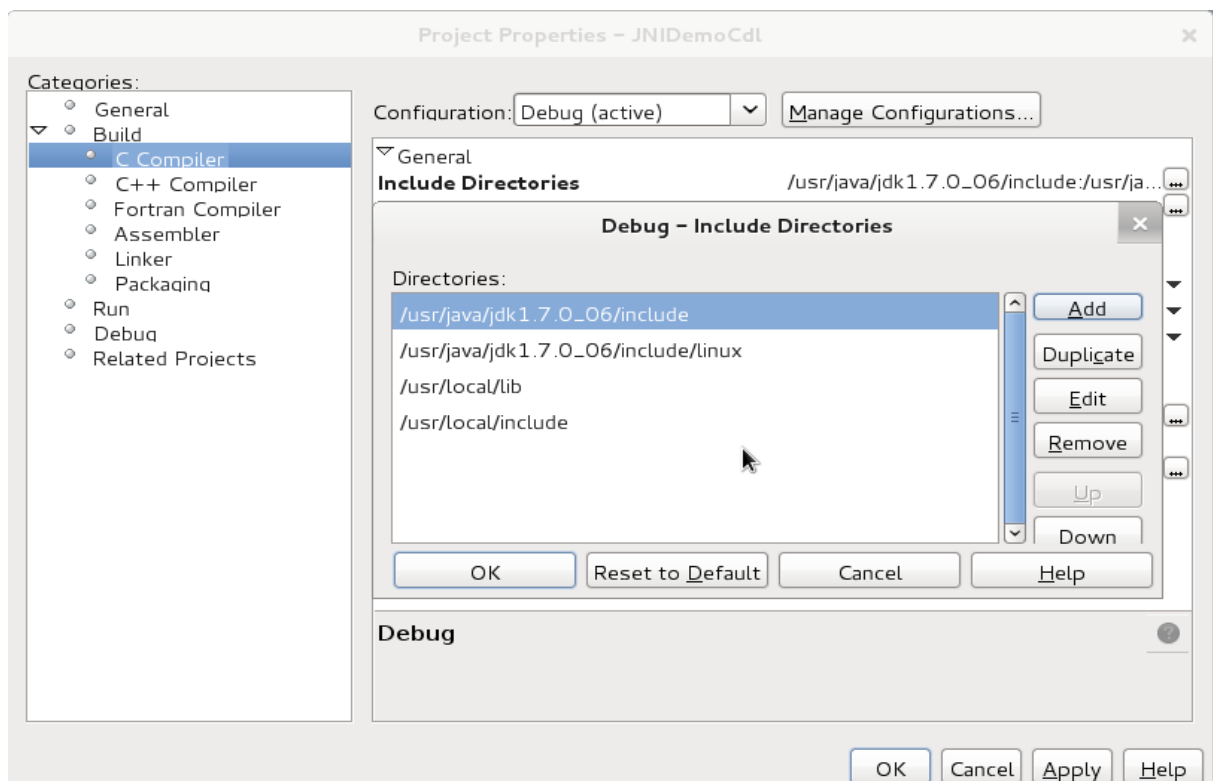 Project Properties – JNIDemoCdl
Categories:
General
Build
C Compiler
C++ Compiler
Fortran Compiler
Assembler
Linker
Packaging
Run
Debug
Related Projects
Configuration: Debug (active) Manage Configurations...
General
Include Directories /usr/java/jdk1.7.0_06/include:/usr/ja... ...
...
Debug – Include Directories
Directories:
/usr/java/jdk1.7.0_06/include
/usr/java/jdk1.7.0_06/include/linux
/usr/local/lib
/usr/local/include
Add
Duplicate
Edit
Remove
Up
Down
...
...
OK Reset to Default Cancel Help
Debug
?
OK Cancel Apply Help